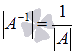 |A⁻¹| = 1/|A|